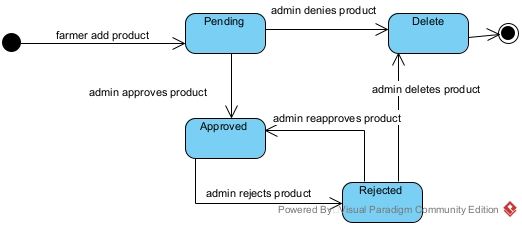 Pending
admin denies product
Delete
farmer add product
admin approves product
admin deletes product
Approved
admin reapproves product
admin rejects product
Rejected
Powered By: Visual Paradigm Community Edition